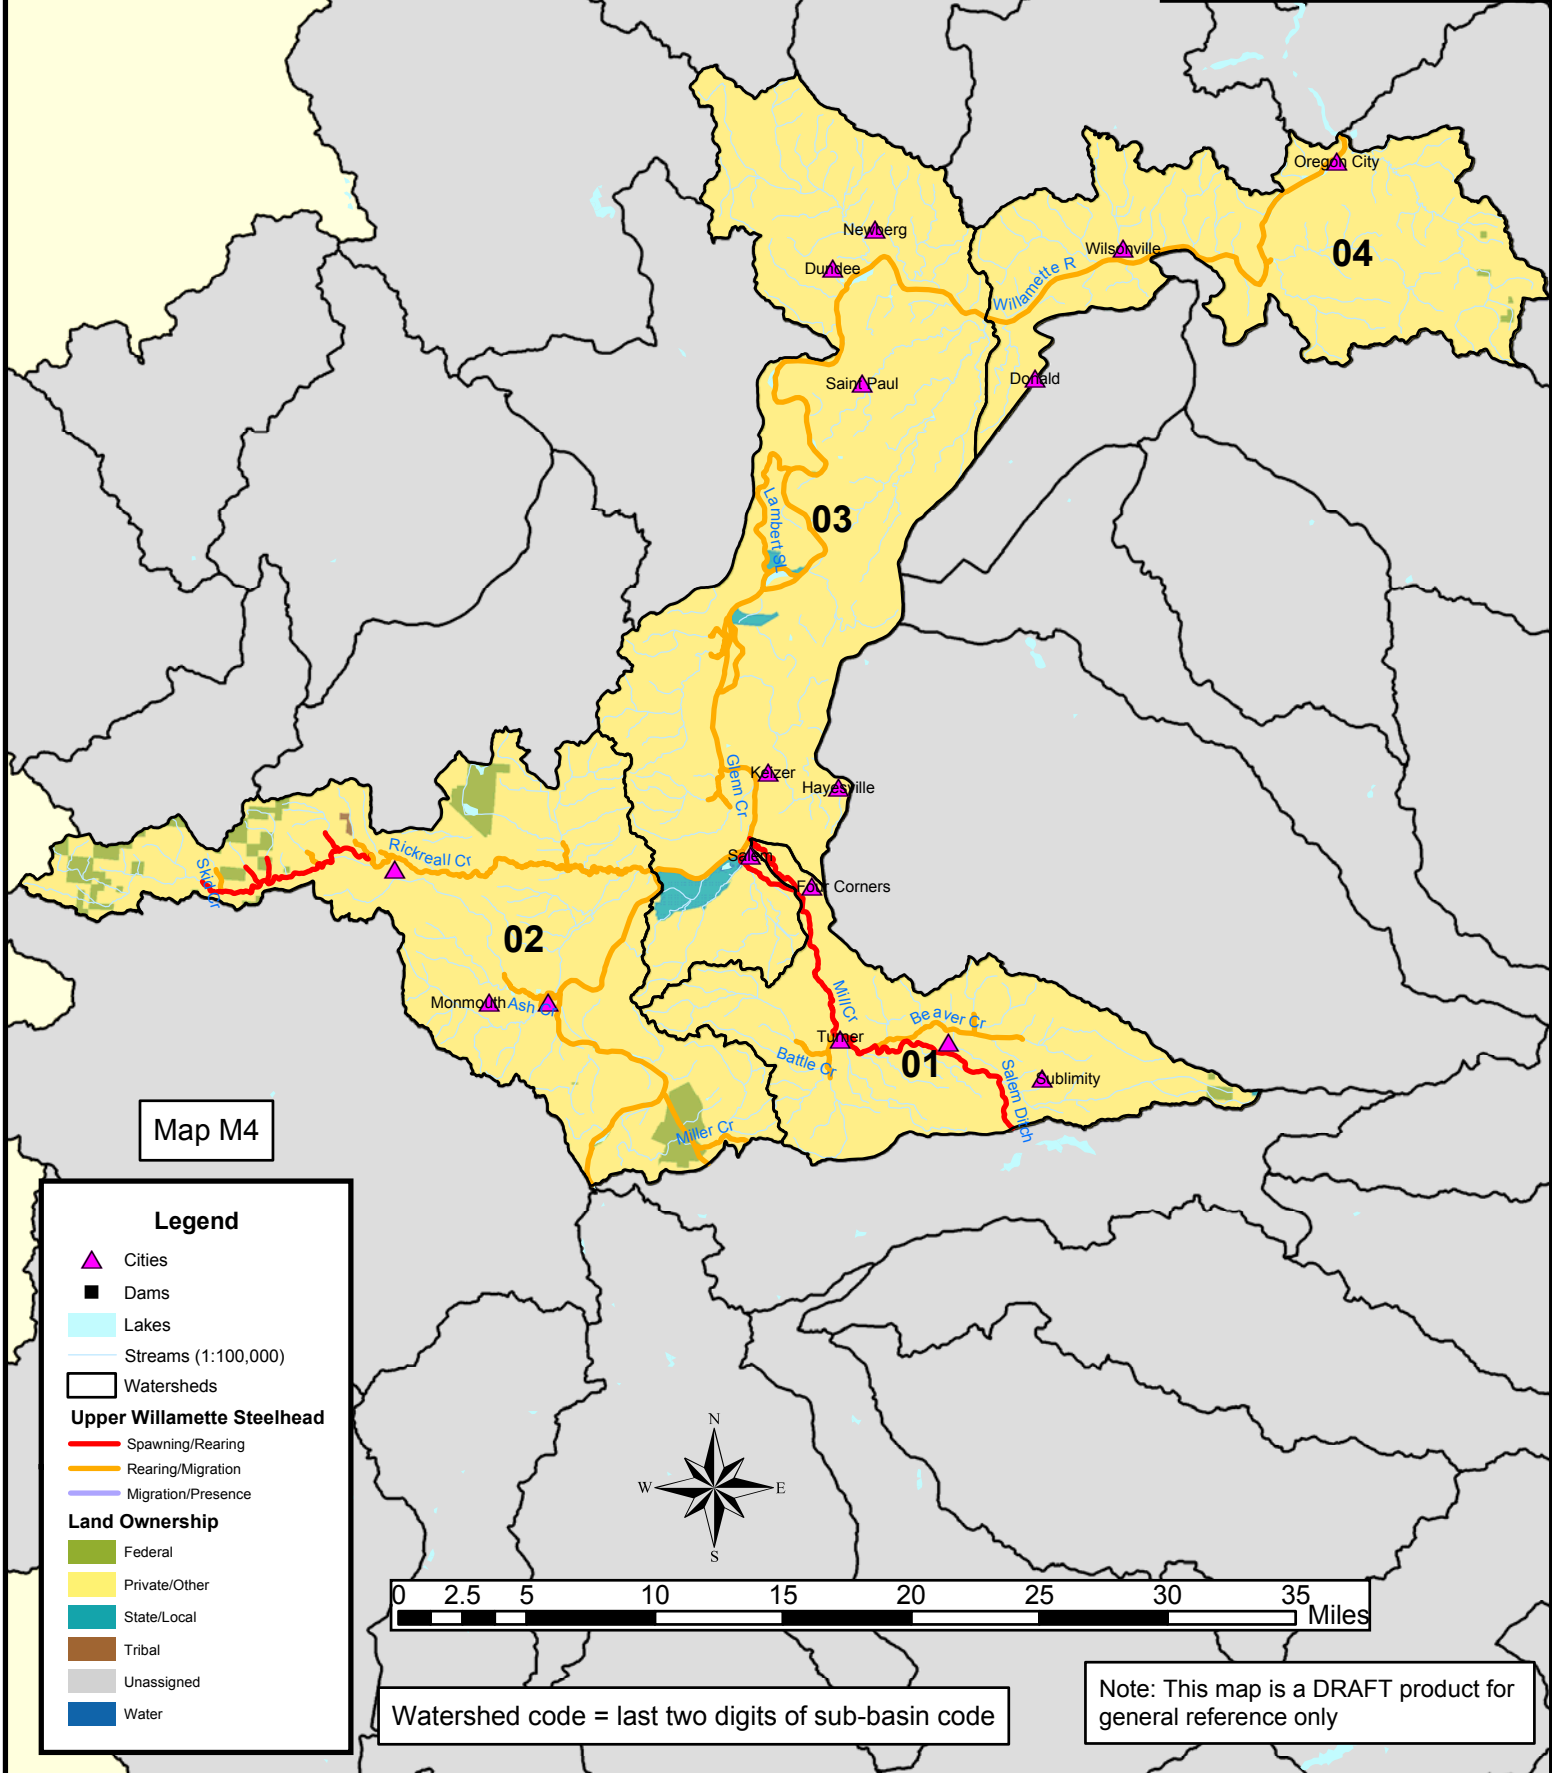 Oregon City
Newberg
Wilsonville
04
Dundee
Willamette R
Saint Paul
Donald
Lambert SL
03
Glenn Cr
Keizer
Hayesville
Rickreall Cr
Salem
Skid Cr
Four Corners
02
Mill Cr
Monmouth
Ash Cr
Beaver Cr
Turner
Battle Cr
01
Salem Ditch
Sublimity
Miller Cr
Map M4
Legend
Cities
Dams
Lakes
Streams (1:100,000)
Watersheds
Upper Willamette Steelhead
Spawning/Rearing
Rearing/Migration
Migration/Presence
Land Ownership
Federal
Private/Other
State/Local
Tribal
Unassigned
Water
N
W E
S
0 2.5 5 10 15 20 25 30 35
Miles
Watershed code = last two digits of sub-basin code
Note: This map is a DRAFT product for
general reference only